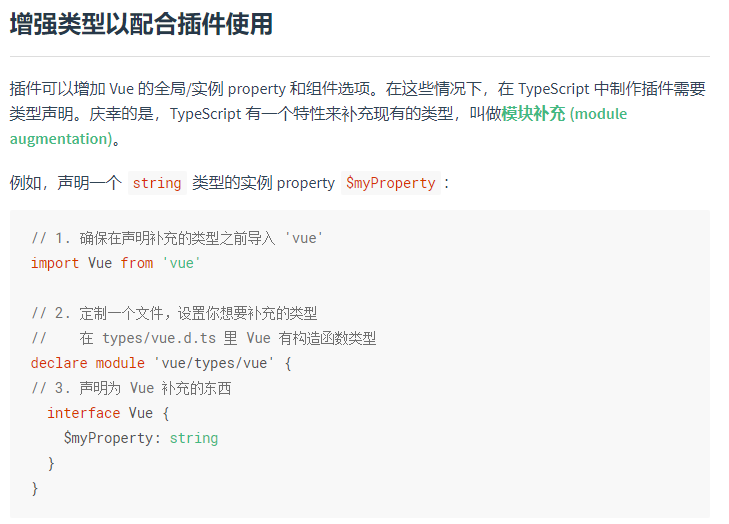 增强类型以配合插件使用
插件可以增加 Vue 的全局/实例 property 和组件选项。在这些情况下，在 TypeScript 中制作插件需要
类型声明。庆幸的是，TypeScript 有一个特性来补充现有的类型，叫做模块补充 (module
augmentation)。
例如，声明一个 string 类型的实例 property $myProperty：
// 1. 确保在声明补充的类型之前导入 'vue'
import Vue from 'vue'
// 2. 定制一个文件，设置你想要补充的类型
//    在 types/vue.d.ts 里 Vue 有构造函数类型
declare module 'vue/types/vue' {
// 3. 声明为 Vue 补充的东西
  interface Vue {
    $myProperty: string
  }
}